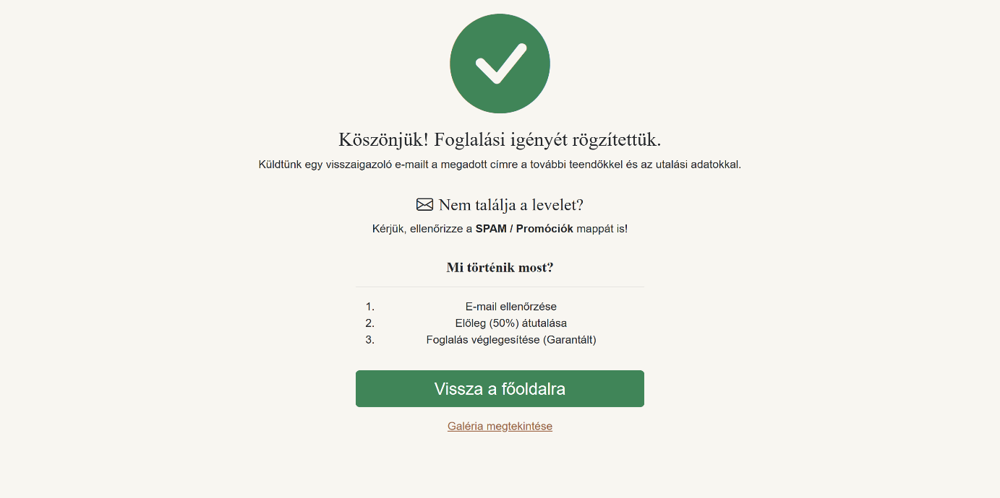 Köszönjük! Foglalási igényét rögzítettük.
Küldtünk egy visszaigazoló e-mailt a megadott címre a további teendőkkel és az utalási adatokkal.
Nem találja a levelet?
Kérjük, ellenőrizze a SPAM / Promóciók mappát is!
Mi történik most?
1. E-mail ellenőrzése
2. Előleg (50%) átutalása
3. Foglalás véglegesítése (Garantált)
Vissza a főoldalra
Galéria megtekintése